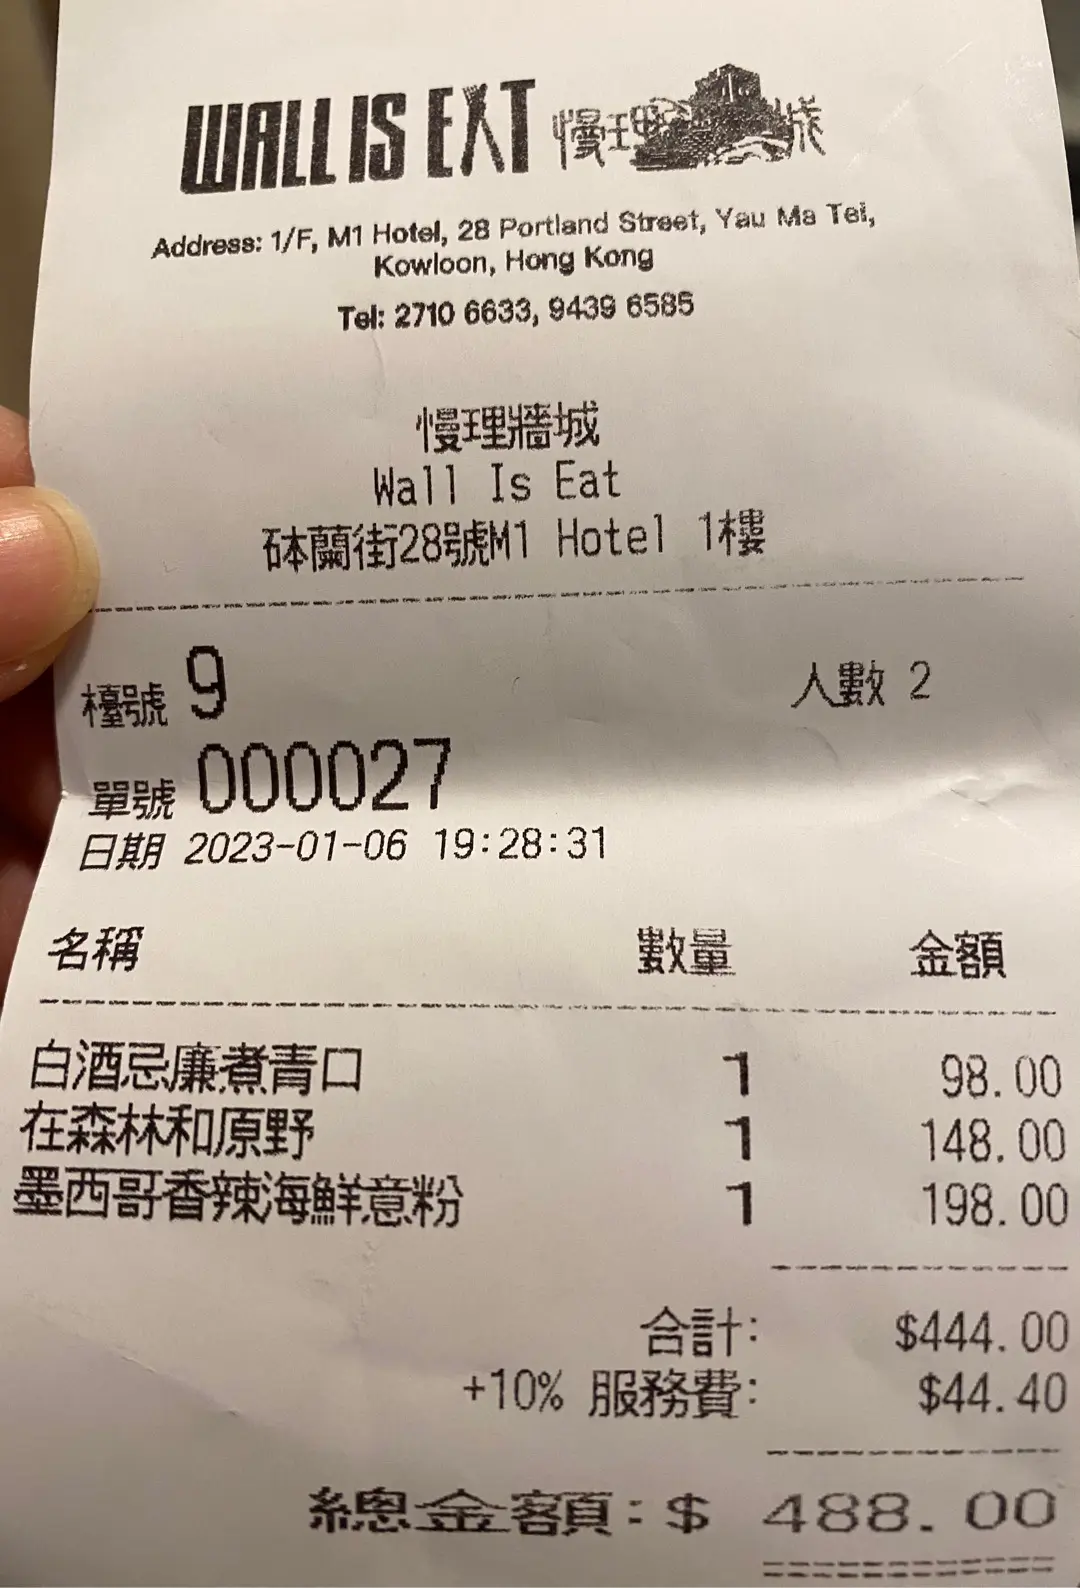 WALL IS EAT 慢理牆城
Address: 1/F, M1 Hotel, 28 Portland Street, Yau Ma Tei,
Kowloon, Hong Kong
Tel: 2710 6633, 9439 6585
慢理牆城
Wall Is Eat
砵蘭街28號M1 Hotel 1樓
檯號 9 人數 2
單號 000027
日期 2023-01-06 19:28:31
名稱 數量 金額
白酒忌廉煮青口 1 98.00
在森林和原野 1 148.00
墨西哥香辣海鮮意粉 1 198.00
合計: $444.00
+10% 服務費: $44.40
總金額: $ 488.00